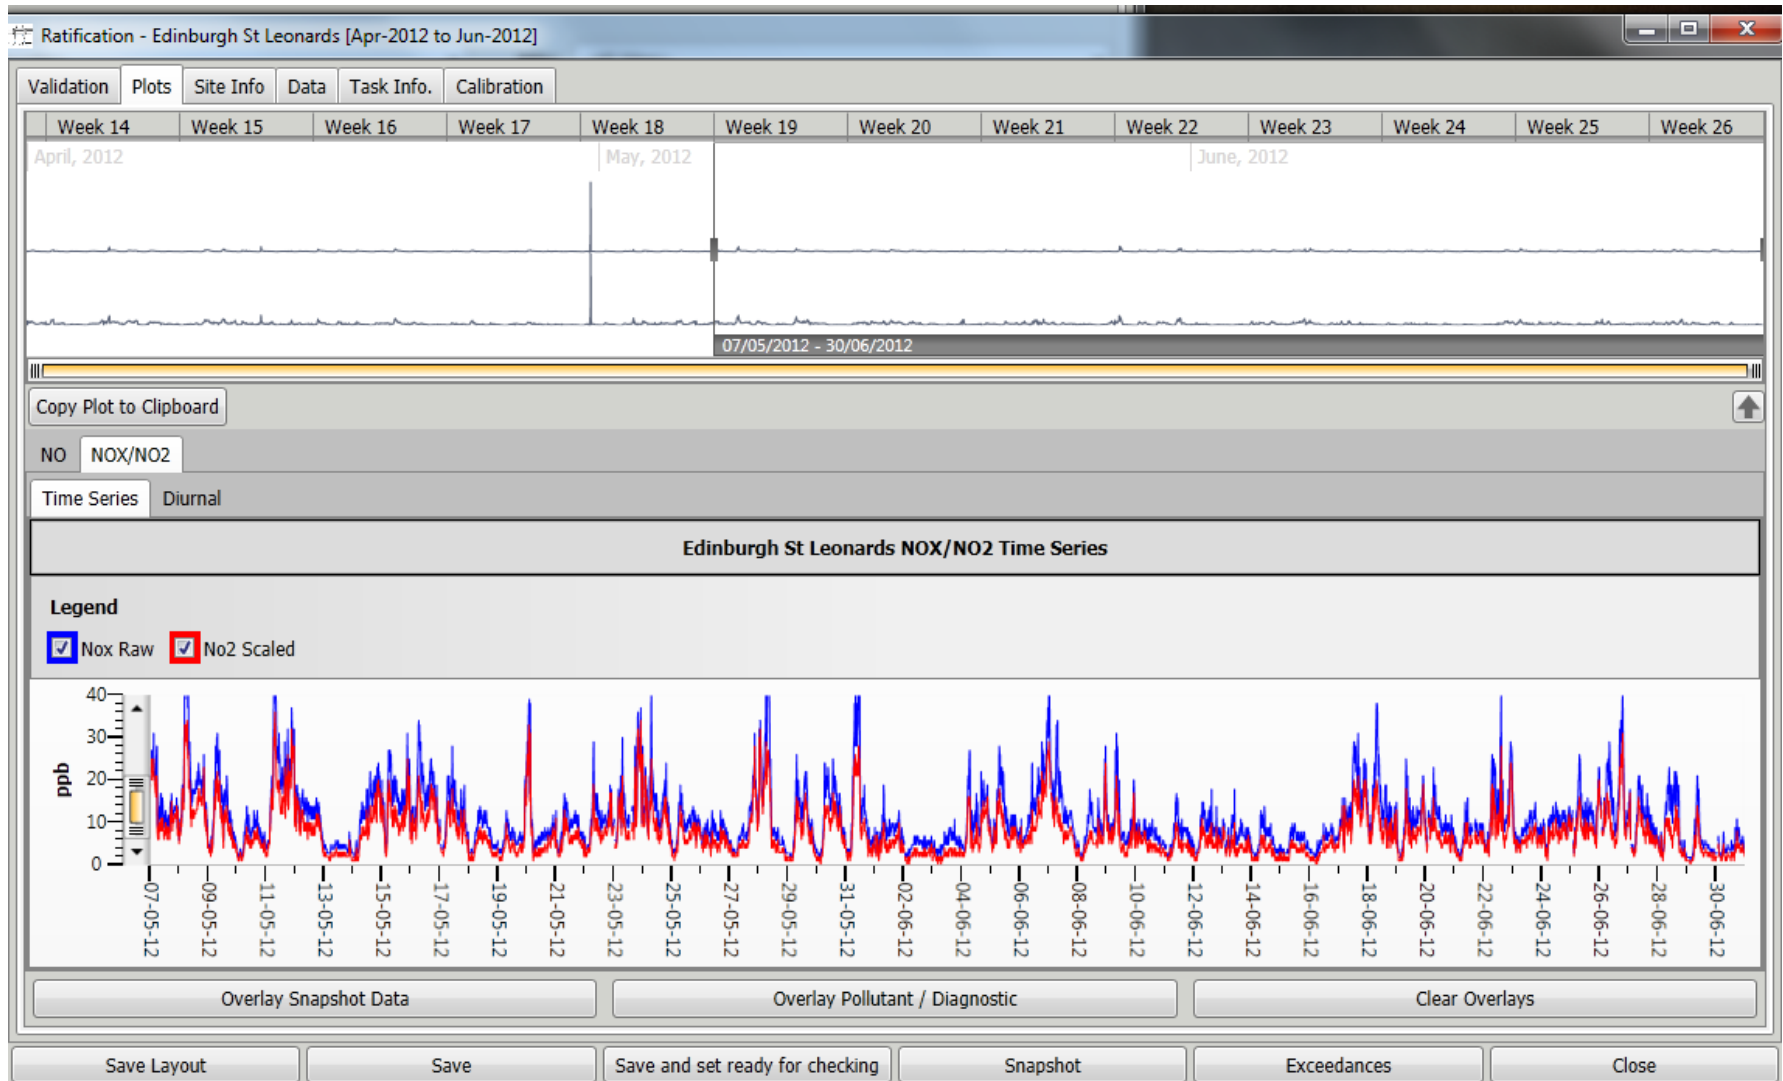 Ratification - Edinburgh St Leonards [Apr-2012 to Jun-2012]
Validation Plots Site Info Data Task Info. Calibration
Week 14 Week 15 Week 16 Week 17 Week 18 Week 19 Week 20 Week 21 Week 22 Week 23 Week 24 Week 25 Week 26
April, 2012 May, 2012 June, 2012
07/05/2012 - 30/06/2012
Copy Plot to Clipboard
NO NOX/NO2
Time Series Diurnal
Edinburgh St Leonards NOX/NO2 Time Series
Legend
Nox Raw No2 Scaled
40
30
20
10
0
ppb
07-05-12 09-05-12 11-05-12 13-05-12 15-05-12 17-05-12 19-05-12 21-05-12 23-05-12 25-05-12 27-05-12 29-05-12 31-05-12 02-06-12 04-06-12 06-06-12 08-06-12 10-06-12 12-06-12 14-06-12 16-06-12 18-06-12 20-06-12 22-06-12 24-06-12 26-06-12 28-06-12 30-06-12
Overlay Snapshot Data Overlay Pollutant / Diagnostic Clear Overlays
Save Layout Save Save and set ready for checking Snapshot Exceedances Close